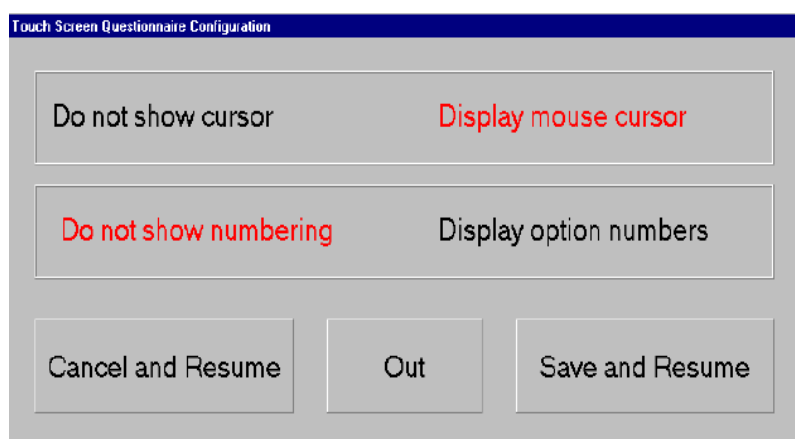 Touch Screen Questionnaire Configuration
Do not show cursor Display mouse cursor
Do not show numbering Display option numbers
Cancel and Resume Out Save and Resume